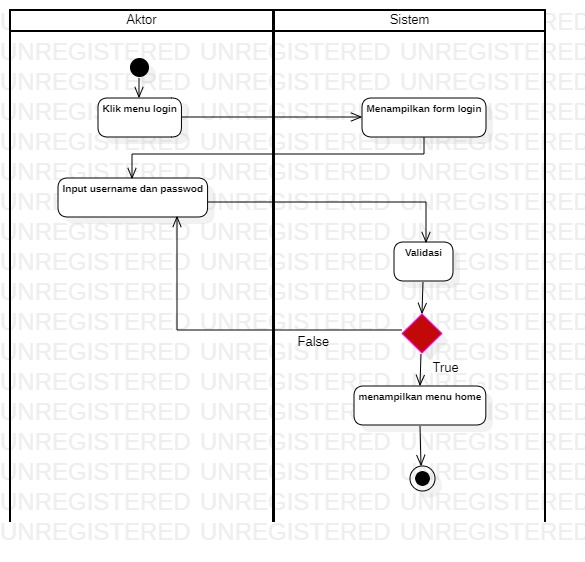 Aktor
Sistem
Klik menu login
Menampilkan form login
Input username dan passwod
Validasi
False
True
menampilkan menu home
UNREGISTERED UNREGISTERED UNREGISTERED